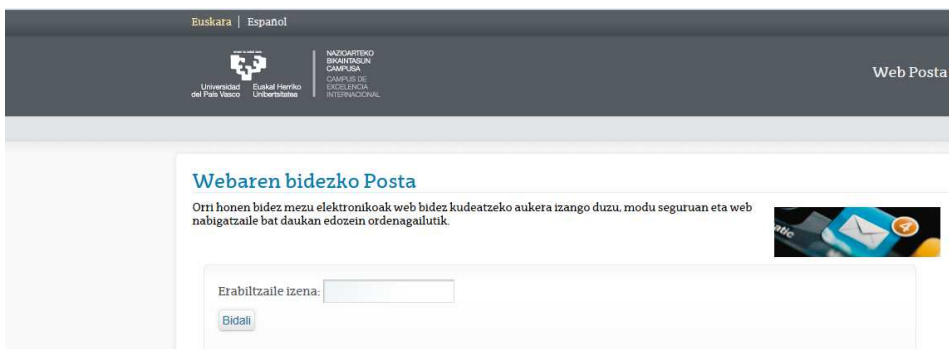 Euskara | Español
NAZIOARTEKO
BIKAINTASUN
CAMPUSA
CAMPUS DE
EXCELENCIA
INTERNACIONAL
Universidad
del País Vasco
Euskal Herriko
Unibertsitatea
Web Posta
Webaren bidezko Posta
Orri honen bidez mezu elektronikoak web bidez kudeatzeko aukera izango duzu, modu seguruan eta web
nabigatzaile bat daukan edozein ordenagailutik.
atic
4
Erabiltzaile izena:
Bidali